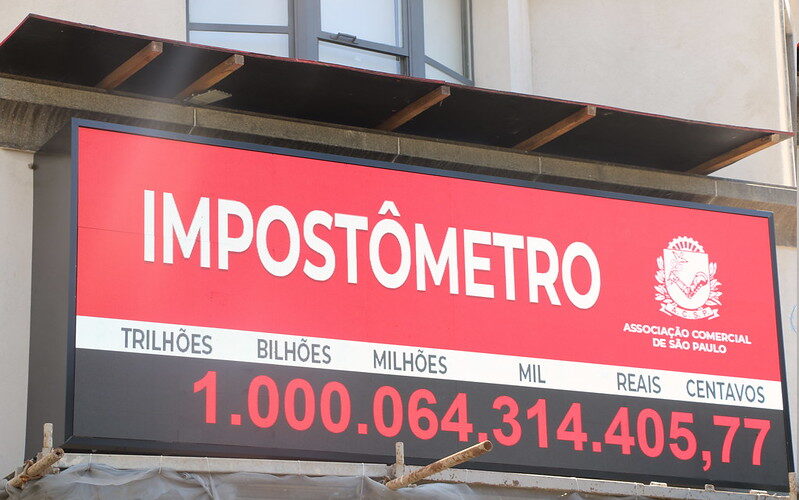 IMPOSTÔMETRO
ASSOCIAÇÃO COMERCIAL
DE SÃO PAULO
TRILHÕES BILHÕES MILHÕES MIL REAIS CENTAVOS
1.000.064.314.405,77